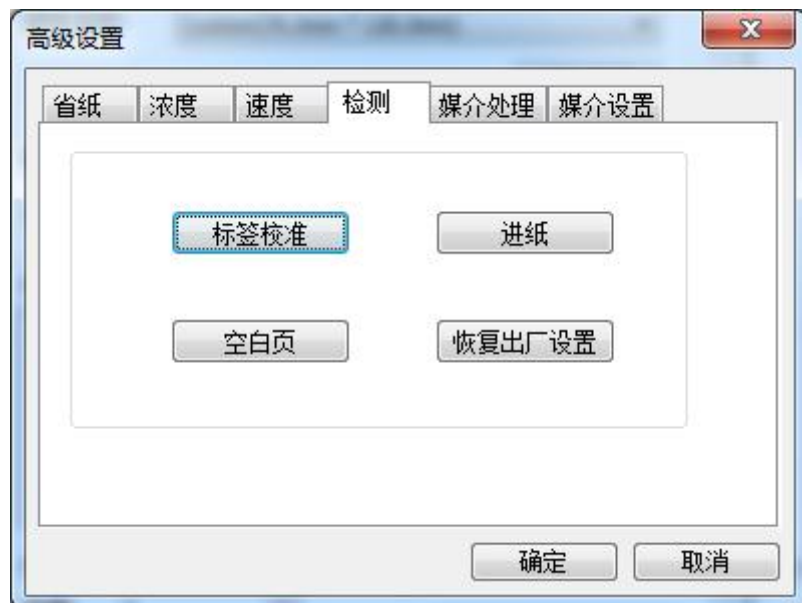 高级设置
省纸 浓度 速度 检测 媒介处理 媒介设置
标签校准 进纸
空白页 恢复出厂设置
确定 取消